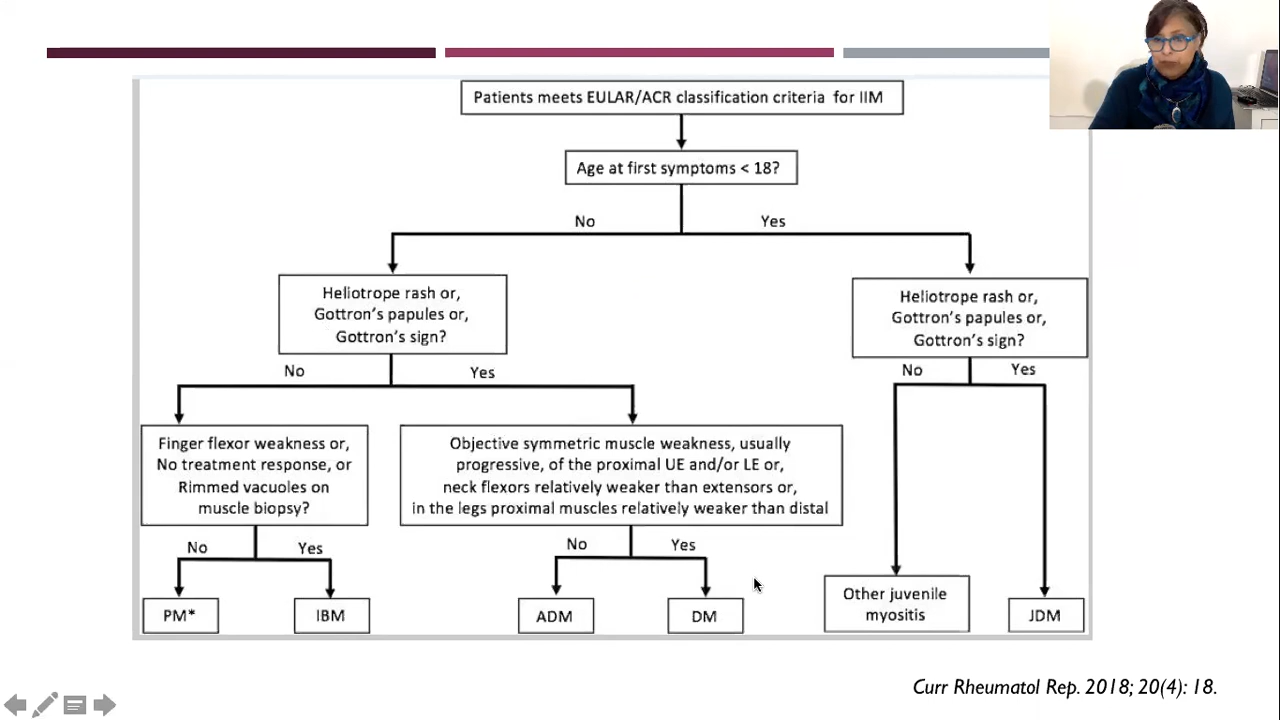 Patients meets EULAR/ACR classification criteria for IIM
Age at first symptoms < 18?
No
Yes
Heliotrope rash or,
Gottron's papules or,
Gottron's sign?
Heliotrope rash or,
Gottron's papules or,
Gottron's sign?
No
Yes
No
Yes
Finger flexor weakness or,
No treatment response, or
Rimmed vacuoles on
muscle biopsy?
Objective symmetric muscle weakness, usually
progressive, of the proximal UE and/or LE or,
neck flexors relatively weaker than extensors or,
in the legs proximal muscles relatively weaker than distal
No
Yes
No
Yes
PM*
IBM
ADM
DM
Other juvenile
myositis
JDM
Curr Rheumatol Rep. 2018; 20(4): 18.